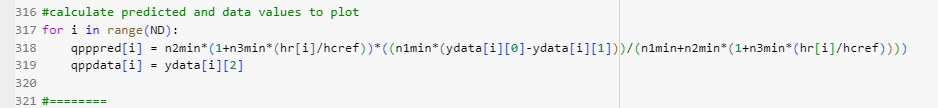 316 #calculate predicted and data values to plot
317 for i in range(ND):
318     qpppred[i] = n2min*(1+n3min*(hr[i]/hcref))*((n1min*(ydata[i][0]-ydata[i][1]))/(n1min+n2min*(1+n3min*(hr[i]/hcref))))
319     qppdata[i] = ydata[i][2]
320
321 #========